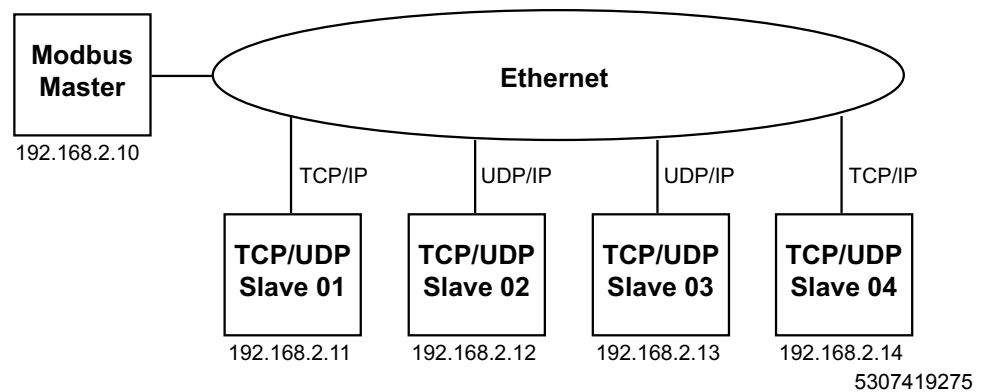 Modbus
Master
Ethernet
192.168.2.10
TCP/IP
UDP/IP
UDP/IP
TCP/IP
TCP/UDP
Slave 01
TCP/UDP
Slave 02
TCP/UDP
Slave 03
TCP/UDP
Slave 04
192.168.2.11
192.168.2.12
192.168.2.13
192.168.2.14
5307419275